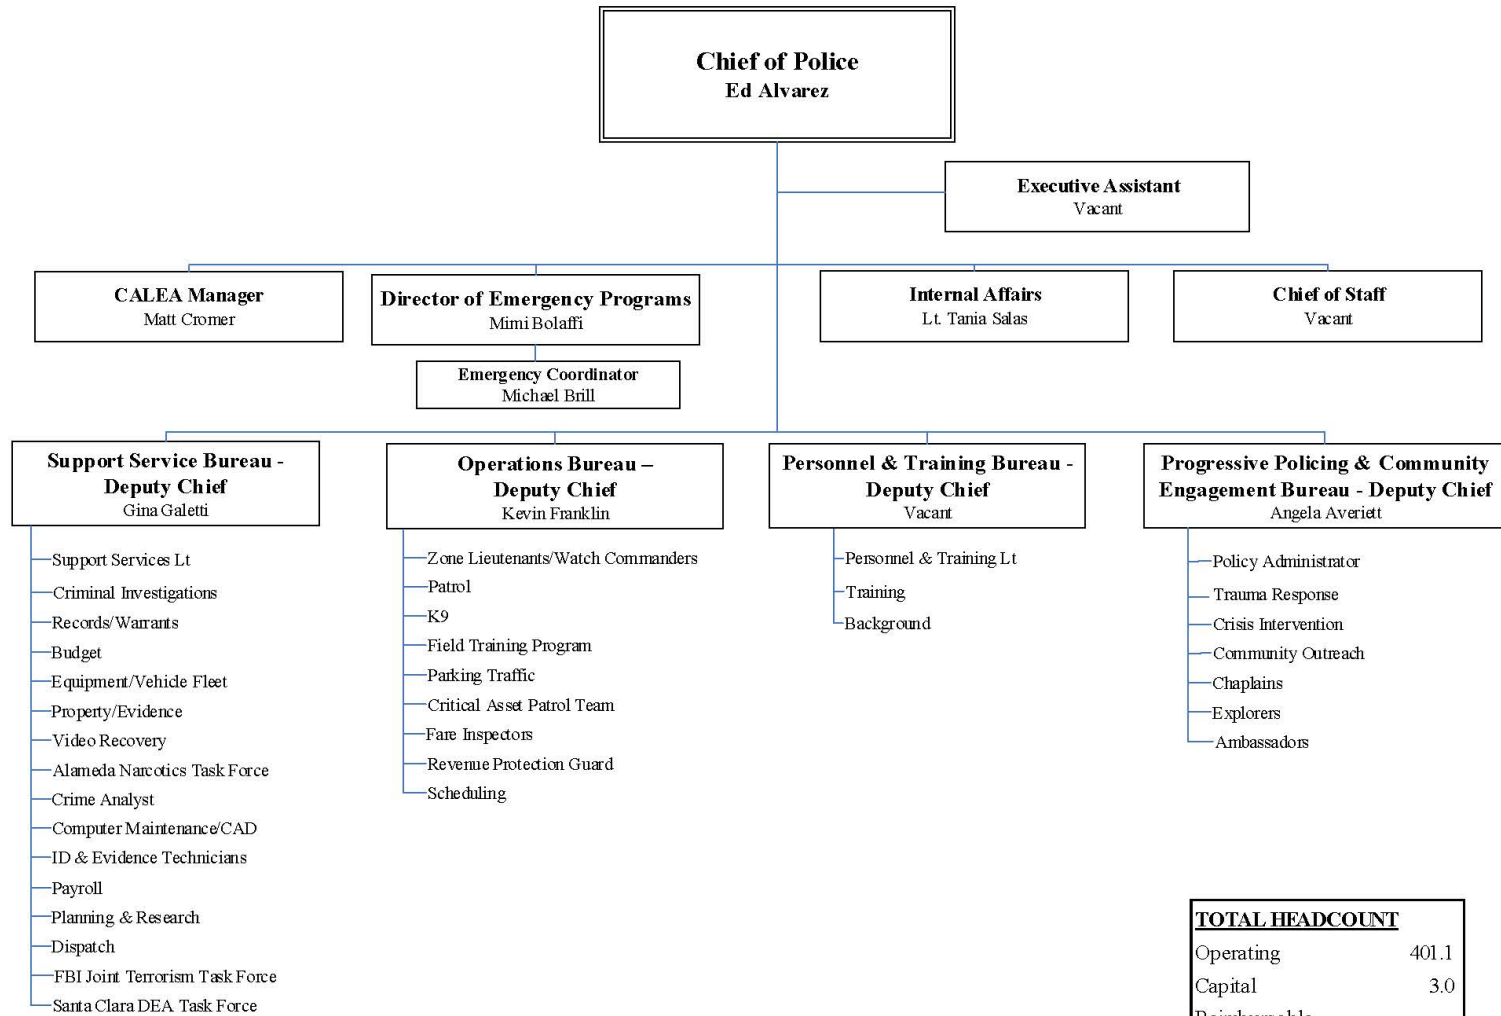 Chief of Police
Ed Alvarez
Executive Assistant
Vacant
CALEA Manager
Matt Cromer
Director of Emergency Programs
Mimi Bolaffi
Internal Affairs
Lt. Tania Salas
Chief of Staff
Vacant
Emergency Coordinator
Michael Brill
Support Service Bureau -
Deputy Chief
Gina Galetti
Support Services Lt
Criminal Investigations
Records/Warrants
Budget
Equipment/Vehicle Fleet
Property/Evidence
Video Recovery
Alameda Narcotics Task Force
Crime Analyst
Computer Maintenance/CAD
ID & Evidence Technicians
Payroll
Planning & Research
Dispatch
FBI Joint Terrorism Task Force
Santa Clara DEA Task Force
Operations Bureau –
Deputy Chief
Kevin Franklin
Zone Lieutenants/Watch Commanders
Patrol
K9
Field Training Program
Parking Traffic
Critical Asset Patrol Team
Fare Inspectors
Revenue Protection Guard
Scheduling
Personnel & Training Bureau -
Deputy Chief
Vacant
Personnel & Training Lt
Training
Background
Progressive Policing & Community
Engagement Bureau - Deputy Chief
Angela Averiett
Policy Administrator
Trauma Response
Crisis Intervention
Community Outreach
Chaplains
Explorers
Ambassadors
TOTAL HEADCOUNT
Operating 401.1
Capital 3.0